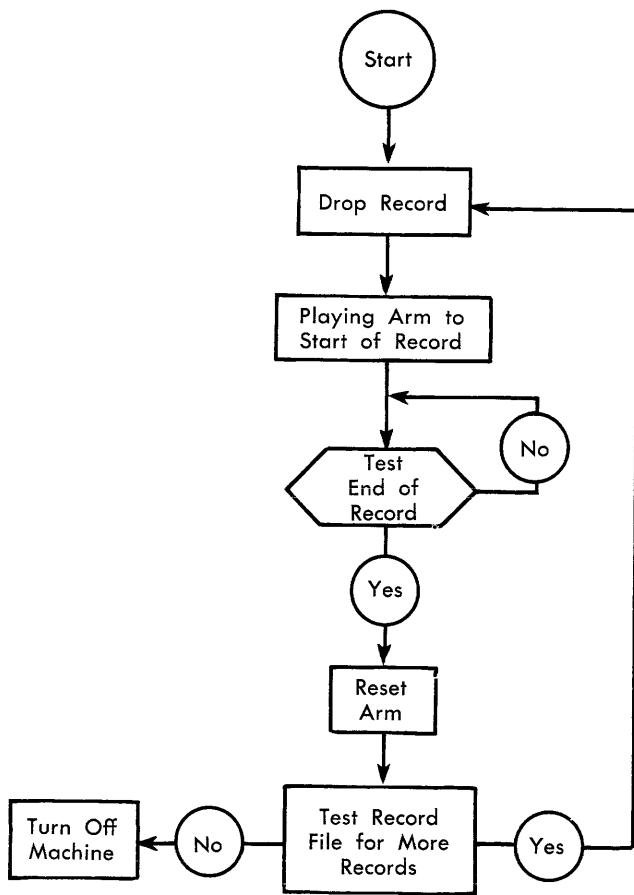 Start
Drop Record
Playing Arm to
Start of Record
No
Test
End of
Record
Yes
Reset
Arm
Turn Off
Machine
No
Test Record
File for More
Records
Yes